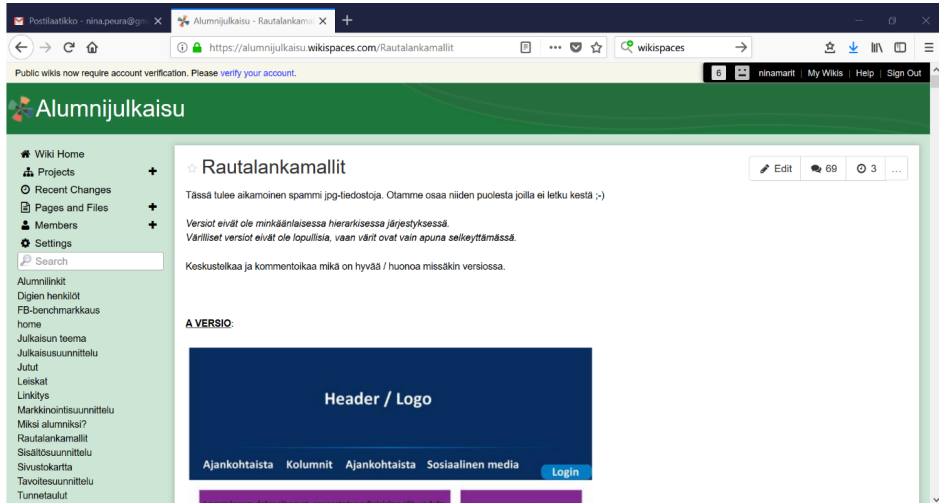 Postilaatikko - nina.peura@gm
Alumnijulkaisu - Rautalankama
https://alumnijulkaisu.wikispaces.com/Rautalankamallit
wikispaces
Public wikis now require account verification. Please verify your account.
6 ninamarit | My Wikis | Help | Sign Out
Alumnijulkaisu
Wiki Home
Projects
Recent Changes
Pages and Files
Members
Settings
Search
Alumnilinkit
Digien henkilöt
FB-benchmarkkaus
home
Julkaisun teema
Julkaisusuunnittelu
Jutut
Leiskat
Linkitys
Markkinointisuunnittelu
Miksi alumniksi?
Rautalankamallit
Sisältösuunnittelu
Sivustokartta
Tavoitesuunnittelu
Tunnetaulut
Rautalankamallit
Edit 69 3 ...
Tässä tulee aikamoinen spammi jpg-tiedostoja. Otamme osaa niiden puolesta joilla ei letku kestä ;-)
Versiot eivät ole minkäänlaisessa hierarkisessa järjestyksessä.
Värilliset versiot eivät ole lopullisia, vaan värit ovat vain apuna selkeyttämässä.
Keskustelkaa ja kommentoikaa mikä on hyvää / huonoa missäkin versiossa.
A VERSIO:
Header / Logo
Ajankohtaista Kolumnit Ajankohtaista Sosiaalinen media
Login